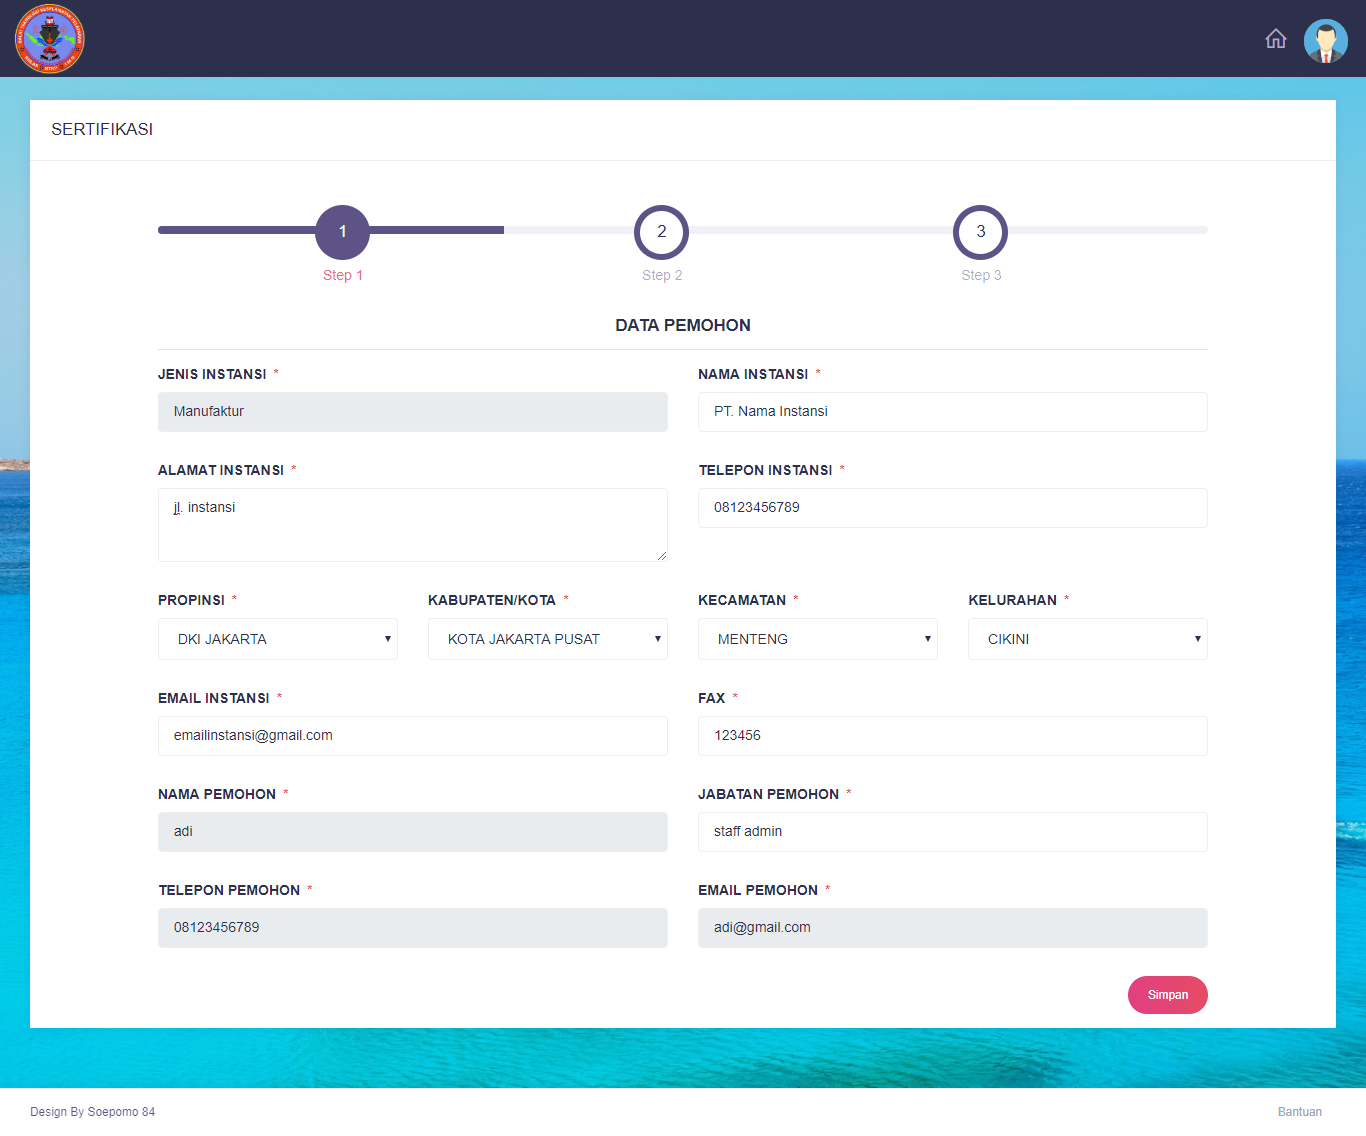 SERTIFIKASI
1
2
3
Step 1
Step 2
Step 3
DATA PEMOHON
JENIS INSTANSI *
NAMA INSTANSI *
Manufaktur
PT. Nama Instansi
ALAMAT INSTANSI *
TELEPON INSTANSI *
jl. instansi
08123456789
PROPINSI *
KABUPATEN/KOTA *
KECAMATAN *
KELURAHAN *
DKI JAKARTA
KOTA JAKARTA PUSAT
MENTENG
CIKINI
EMAIL INSTANSI *
FAX *
emailinstansi@gmail.com
123456
NAMA PEMOHON *
JABATAN PEMOHON *
adi
staff admin
TELEPON PEMOHON *
EMAIL PEMOHON *
08123456789
adi@gmail.com
Simpan
Design By Soepomo 84
Bantuan